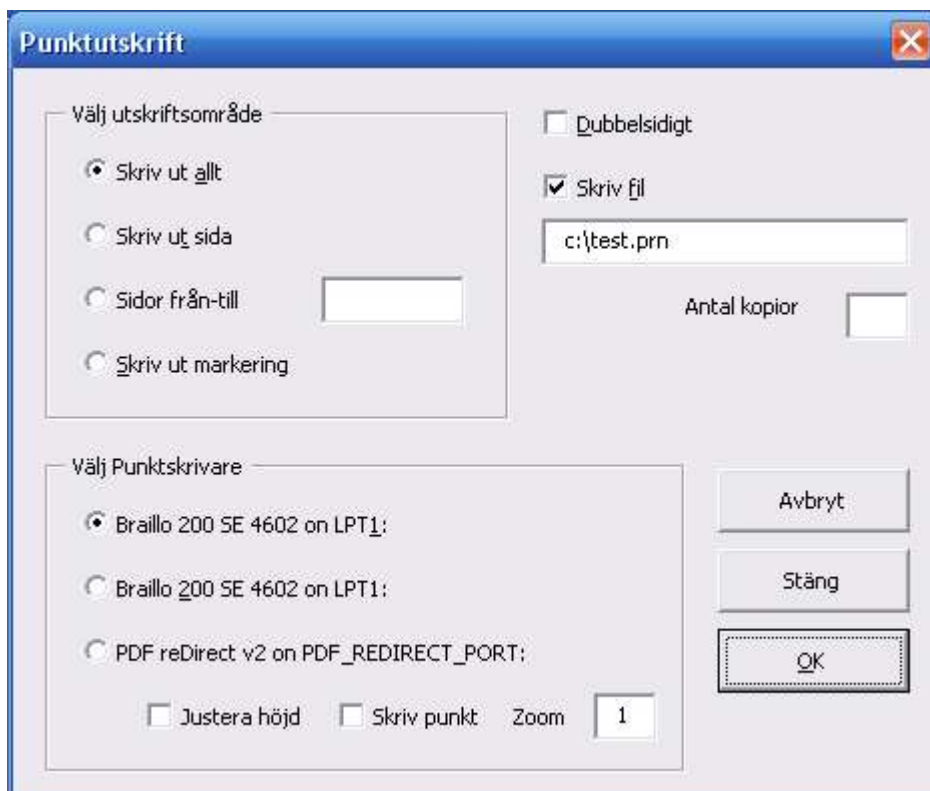 Punktutskrift
Välj utskriftsområde
Skriv ut allt
Skriv ut sida
Sidor från-till
Skriv ut markering
Dubbelsidigt
Skriv fil
c:\test.prn
Antal kopior
Välj Punktskrivare
Braillo 200 SE 4602 on LPT1:
Braillo 200 SE 4602 on LPT1:
PDF reDirect v2 on PDF_REDIRECT_PORT:
Justera höjd Skriv punkt Zoom 1
Avbryt
Stäng
OK